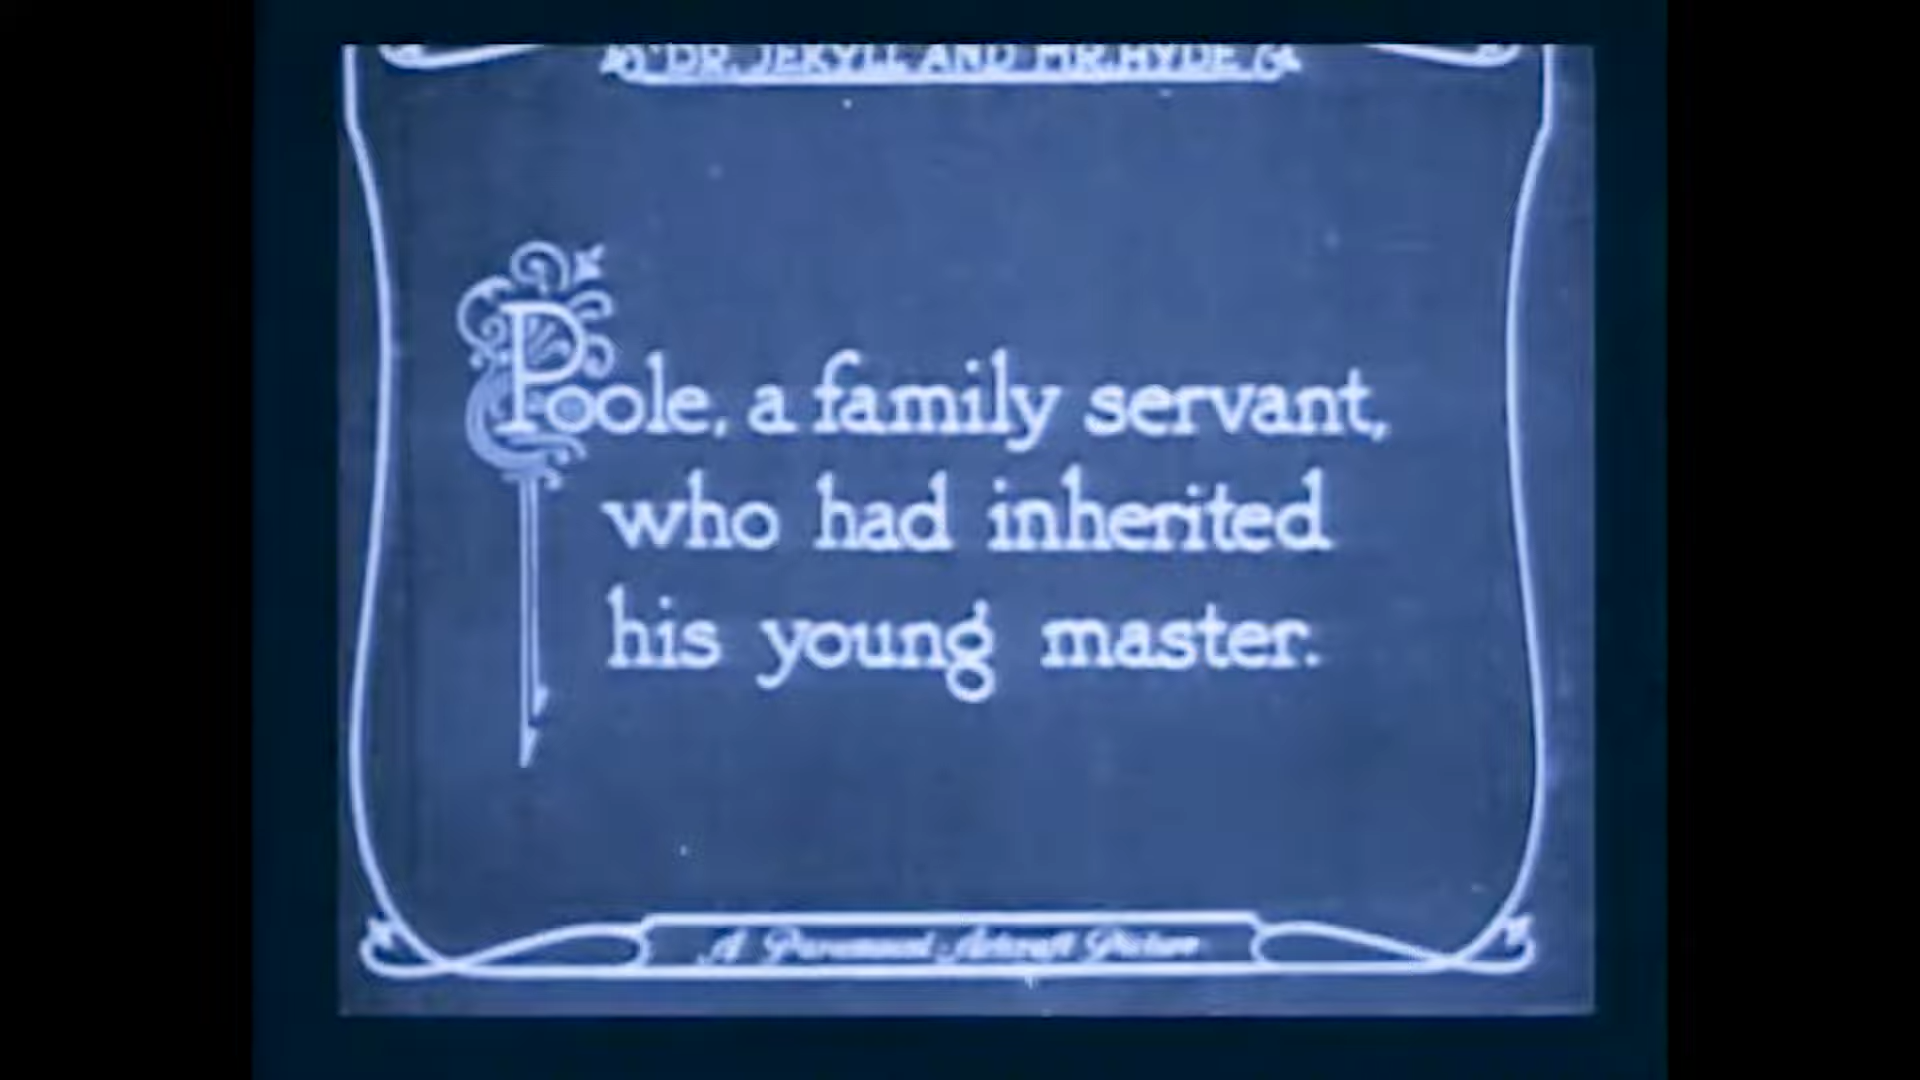 DR. JEKYLL AND MR. HYDE
Poole, a family servant,
who had inherited
his young master.
A Paramount Artcraft Picture